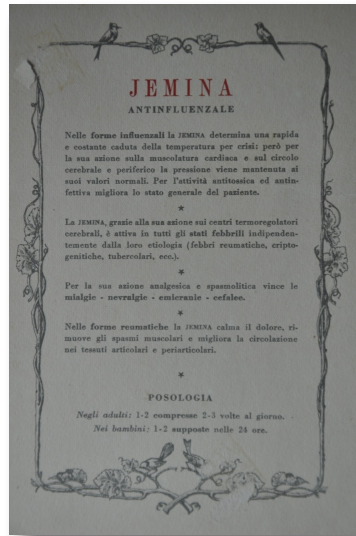 JEMINA
ANTINFLUENZALE
Nelle forme influenzali la JEMINA determina una rapida
e costante caduta della temperatura per crisi: però per
la sua azione sulla muscolatura cardiaca e sul circolo
cerebrale e periferico la pressione viene mantenuta ai
suoi valori normali. Per l'attività antitossica ed antin-
fettiva migliora lo stato generale del paziente.
*
La JEMINA, grazie alla sua azione sui centri termoregolatori
cerebrali, è attiva in tutti gli stati febbrili indipenden-
temente dalla loro etiologia (febbri reumatiche, cripto-
genitiche, tubercolari, ecc.).
*
Per la sua azione analgesica e spasmolitica vince le
mialgie - nevralgie - emicranie - cefalee.
*
Nelle forme reumatiche la JEMINA calma il dolore, ri-
muove gli spasmi muscolari e migliora la circolazione
nei tessuti articolari e periarticolari.
*
POSOLOGIA
Negli adulti: 1-2 compresse 2-3 volte al giorno.
Nei bambini: 1-2 supposte nelle 24 ore.